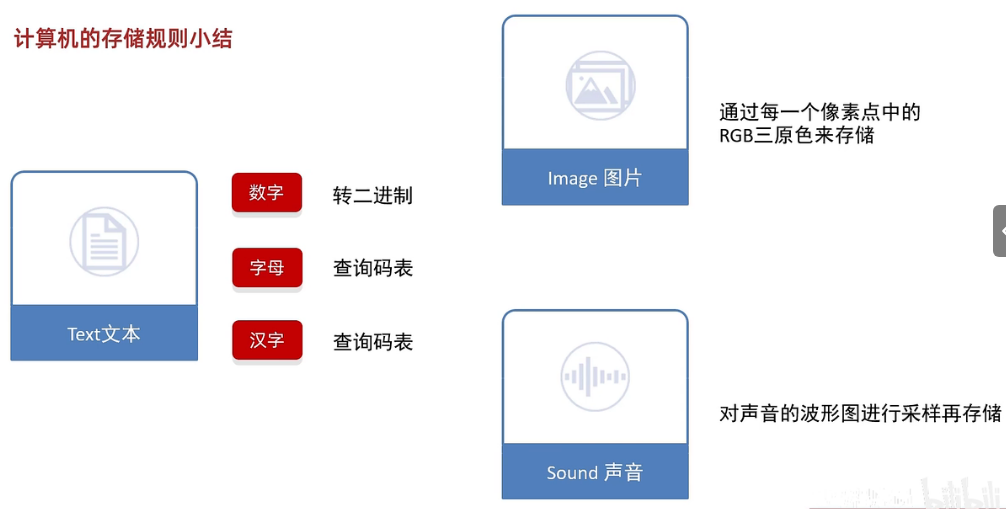 计算机的存储规则小结
Text文本
数字 转二进制
字母 查询码表
汉字 查询码表
Image 图片
通过每一个像素点中的
RGB三原色来存储
Sound 声音
对声音的波形图进行采样再存储
bilibili